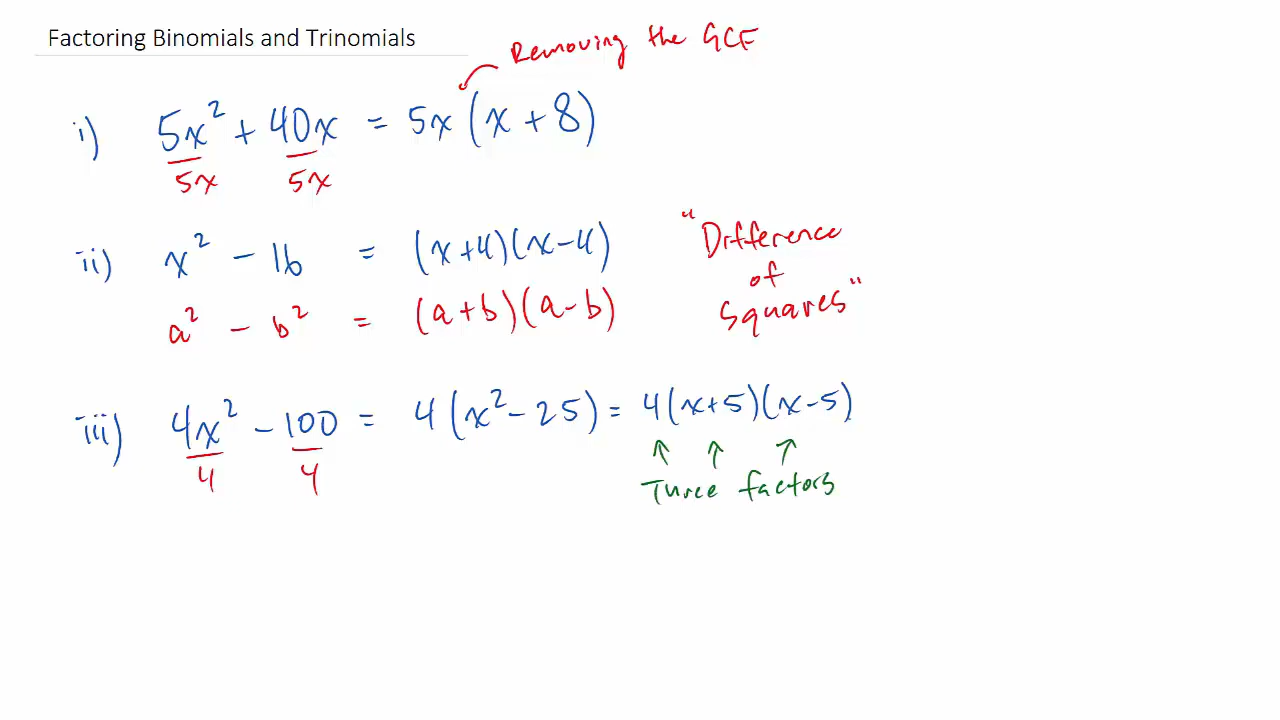 Factoring Binomials and Trinomials
Removing the GCF
i) 5x² + 40x = 5x(x + 8)
5x 5x
ii) x² - 16 = (x+4)(x-4)
a² - b² = (a+b)(a-b)
"Difference
of
Squares"
iii) 4x² - 100 = 4(x² - 25) = 4(x+5)(x-5)
4 4
Three factors